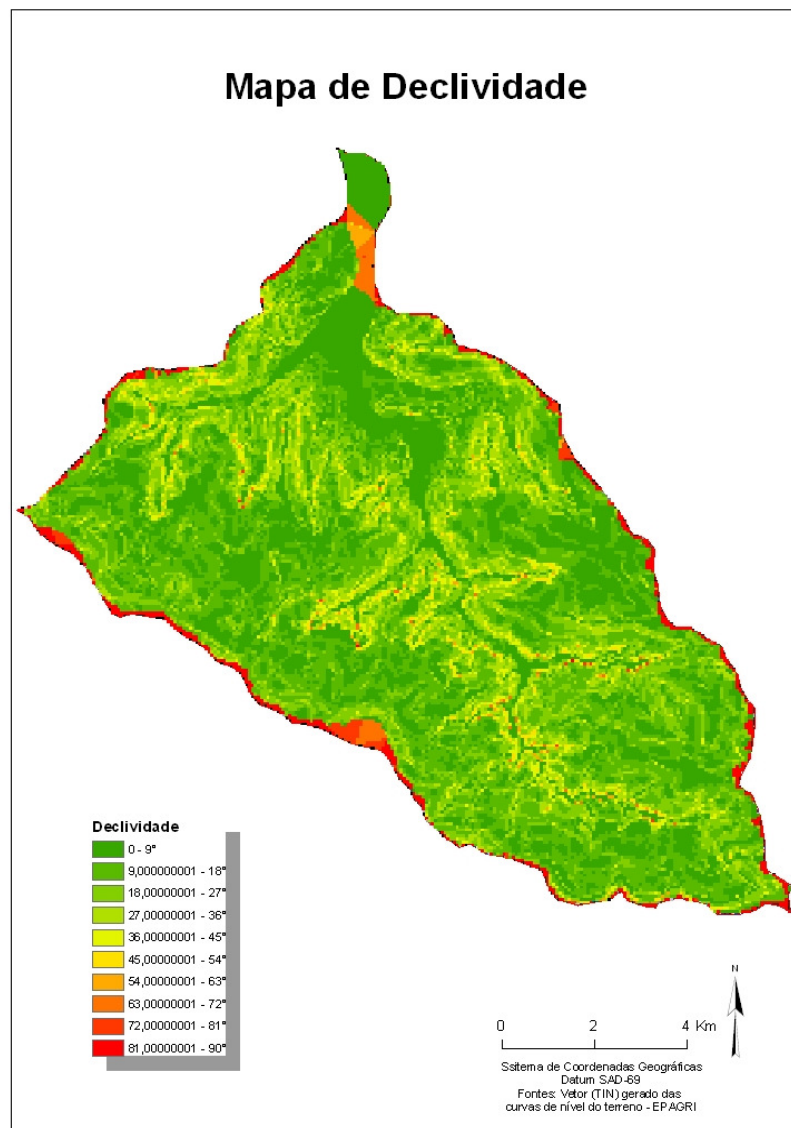 Mapa de Declividade
Declividade
0 - 9°
9,00000001 - 18°
18,00000001 - 27°
27,00000001 - 36°
36,00000001 - 45°
45,00000001 - 54°
54,00000001 - 63°
63,00000001 - 72°
72,00000001 - 81°
81,00000001 - 90°
N
0 2 4 Km
Ssitema de Coordenadas Geográficas
Datum SAD-69
Fontes: Vetor (TIN) gerado das
curvas de nível do terreno - EPAGRI